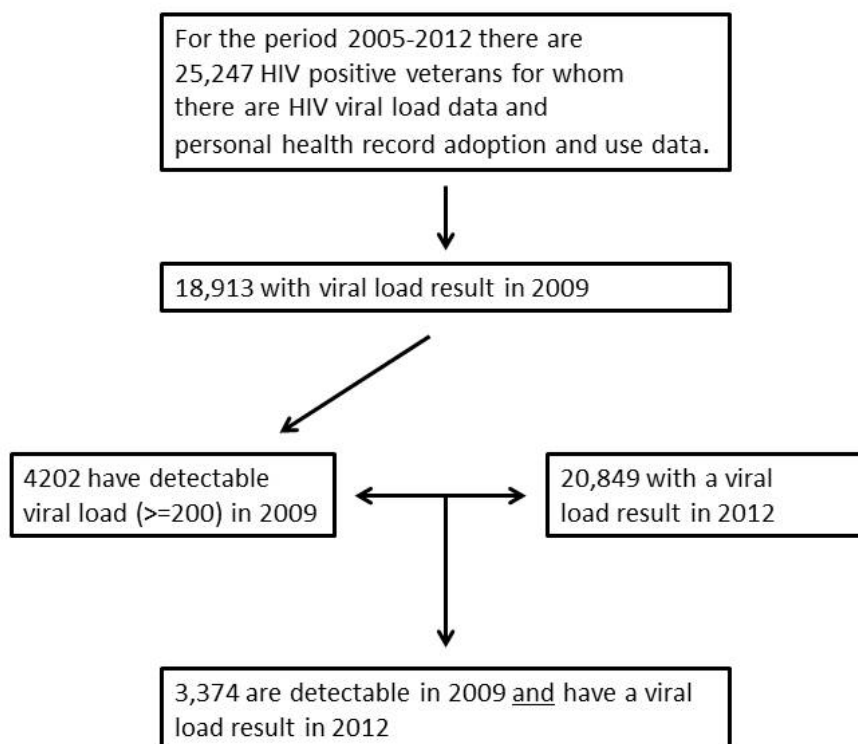 For the period 2005-2012 there are
25,247 HIV positive veterans for whom
there are HIV viral load data and
personal health record adoption and use data.
18,913 with viral load result in 2009
4202 have detectable
viral load (>=200) in 2009
20,849 with a viral
load result in 2012
3,374 are detectable in 2009 and have a viral
load result in 2012